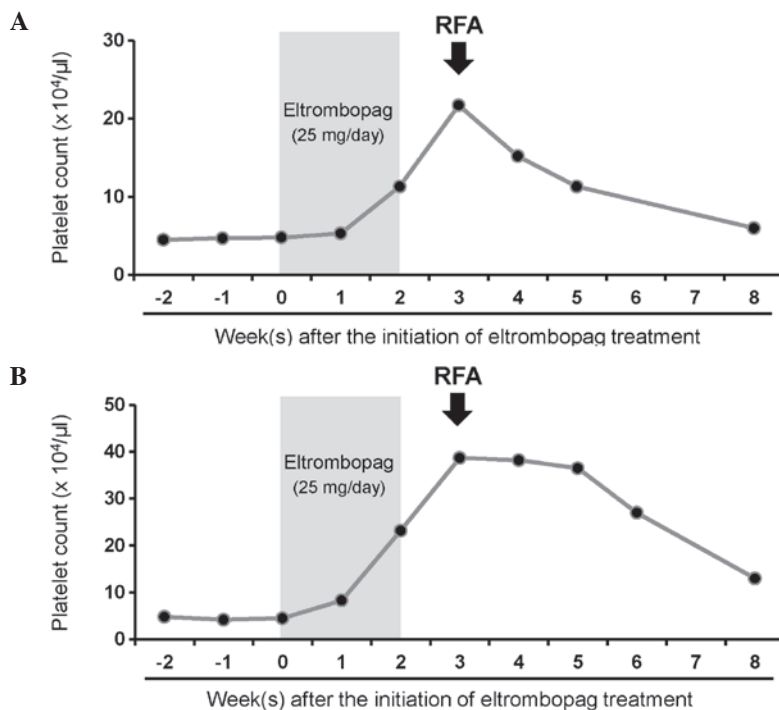 A
RFA
30
20
10
0
Platelet count (x 10⁴/µl)
Eltrombopag
(25 mg/day)
-2 -1 0 1 2 3 4 5 6 7 8
Week(s) after the initiation of eltrombopag treatment
B
RFA
50
40
30
20
10
0
Platelet count (x 10⁴/µl)
Eltrombopag
(25 mg/day)
-2 -1 0 1 2 3 4 5 6 7 8
Week(s) after the initiation of eltrombopag treatment